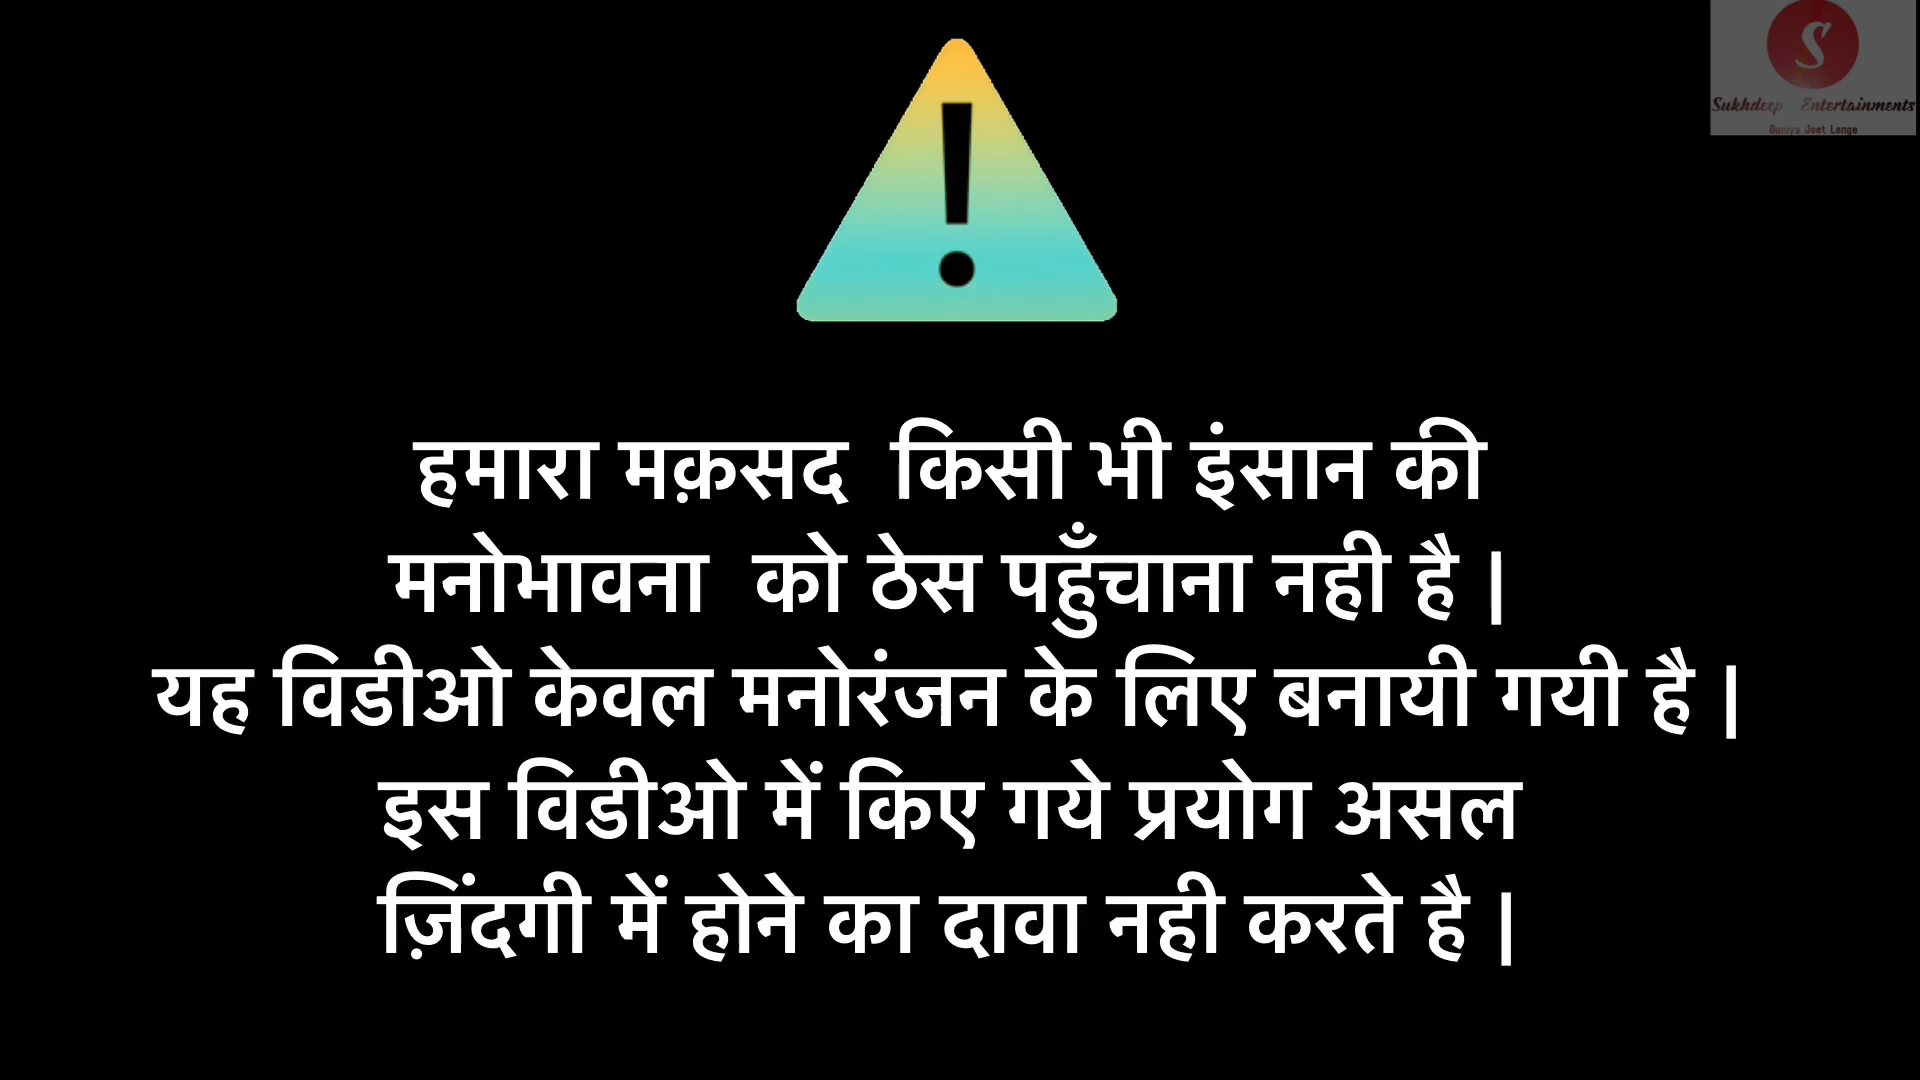 S
Sukhdeep Entertainments
Duniya Jeet Lenge
!
हमारा मक़सद किसी भी इंसान की
मनोभावना को ठेस पहुँचाना नही है |
यह विडीओ केवल मनोरंजन के लिए बनायी गयी है |
इस विडीओ में किए गये प्रयोग असल
ज़िंदगी में होने का दावा नही करते है |